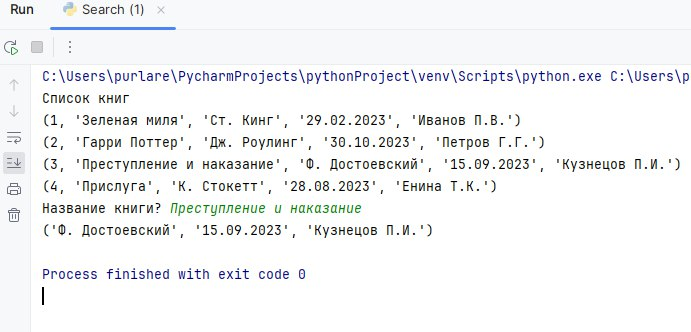 Run
Search (1)
C:\Users\purlare\PycharmProjects\pythonProject\venv\Scripts\python.exe C:\Users\p
Список книг
(1, 'Зеленая миля', 'Ст. Кинг', '29.02.2023', 'Иванов П.В.')
(2, 'Гарри Поттер', 'Дж. Роулинг', '30.10.2023', 'Петров Г.Г.')
(3, 'Преступление и наказание', 'Ф. Достоевский', '15.09.2023', 'Кузнецов П.И.')
(4, 'Прислуга', 'К. Стокетт', '28.08.2023', 'Енина Т.К.')
Название книги? Преступление и наказание
('Ф. Достоевский', '15.09.2023', 'Кузнецов П.И.')
Process finished with exit code 0